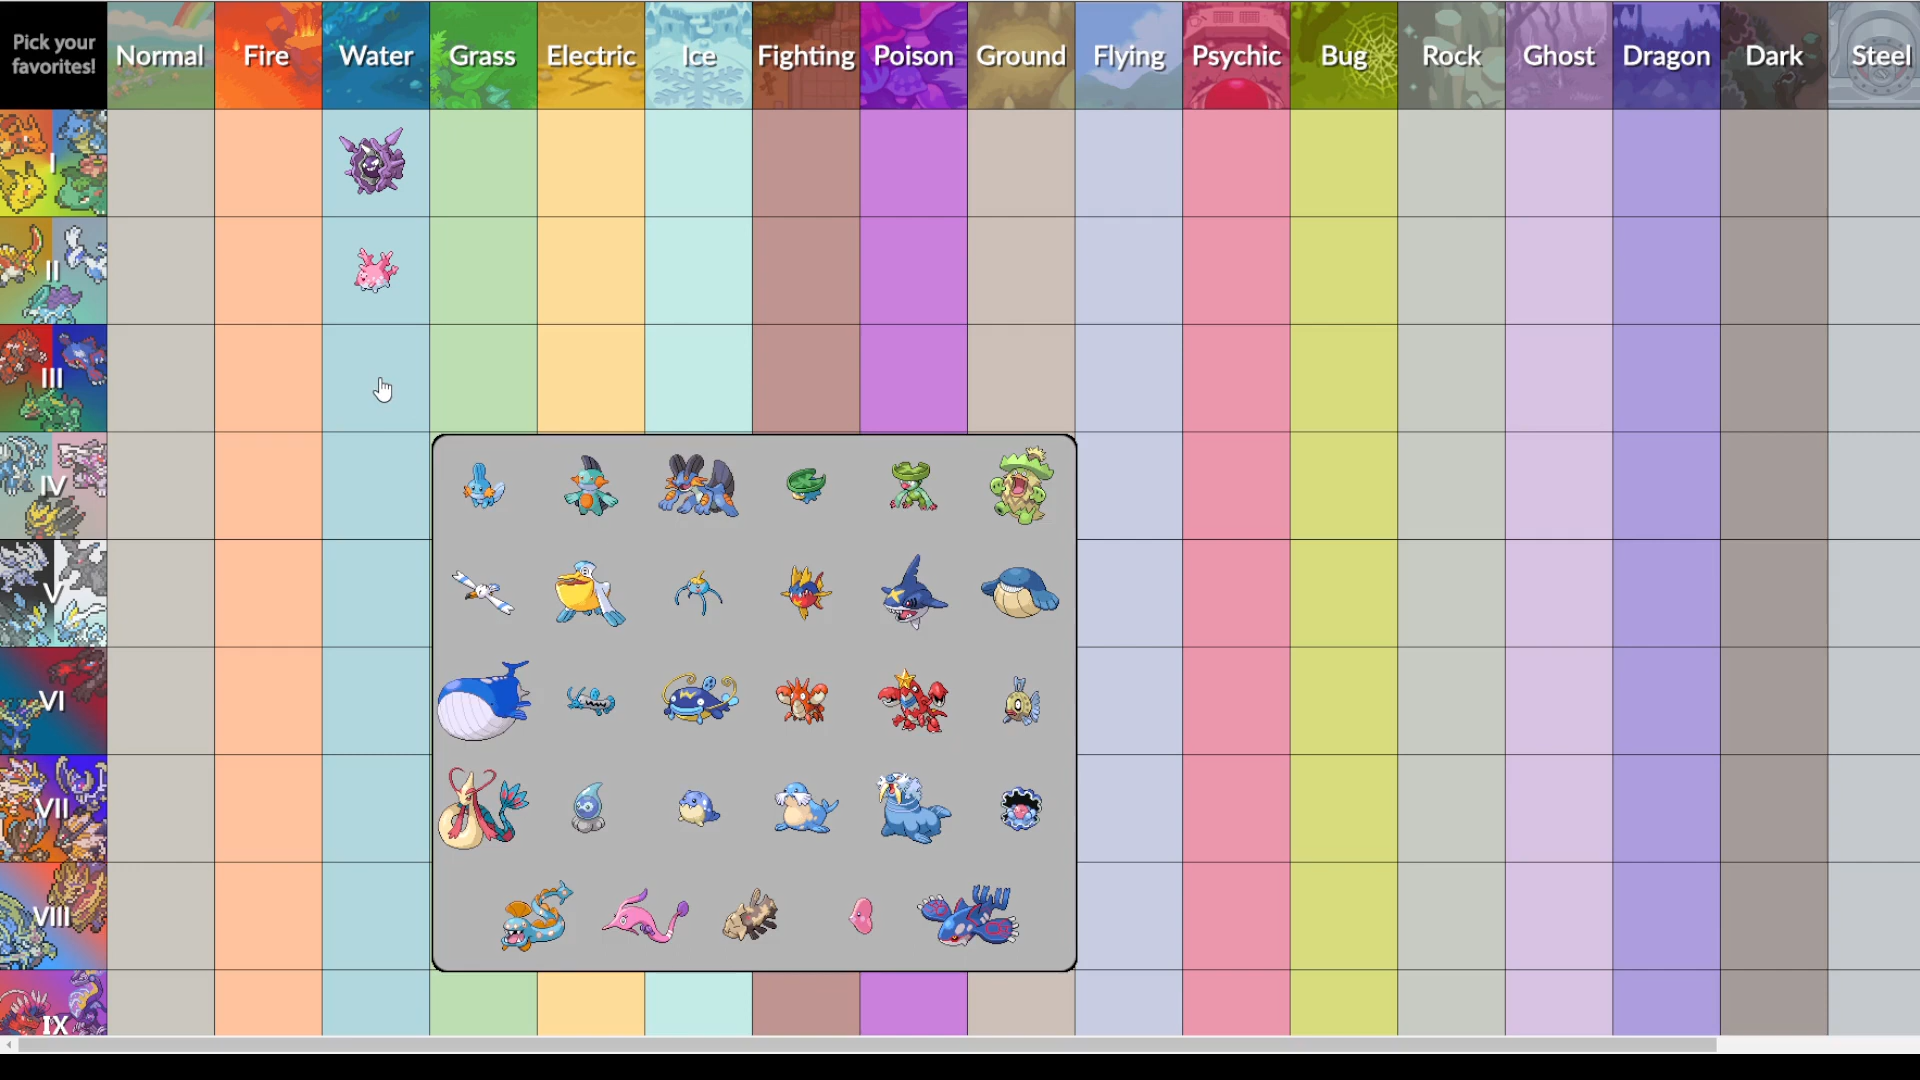 Pick your
favorites!
Normal
Fire
Water
Grass
Electric
Ice
Fighting
Poison
Ground
Flying
Psychic
Bug
Rock
Ghost
Dragon
Dark
Steel
I
II
III
IV
V
VI
VII
VIII
IX